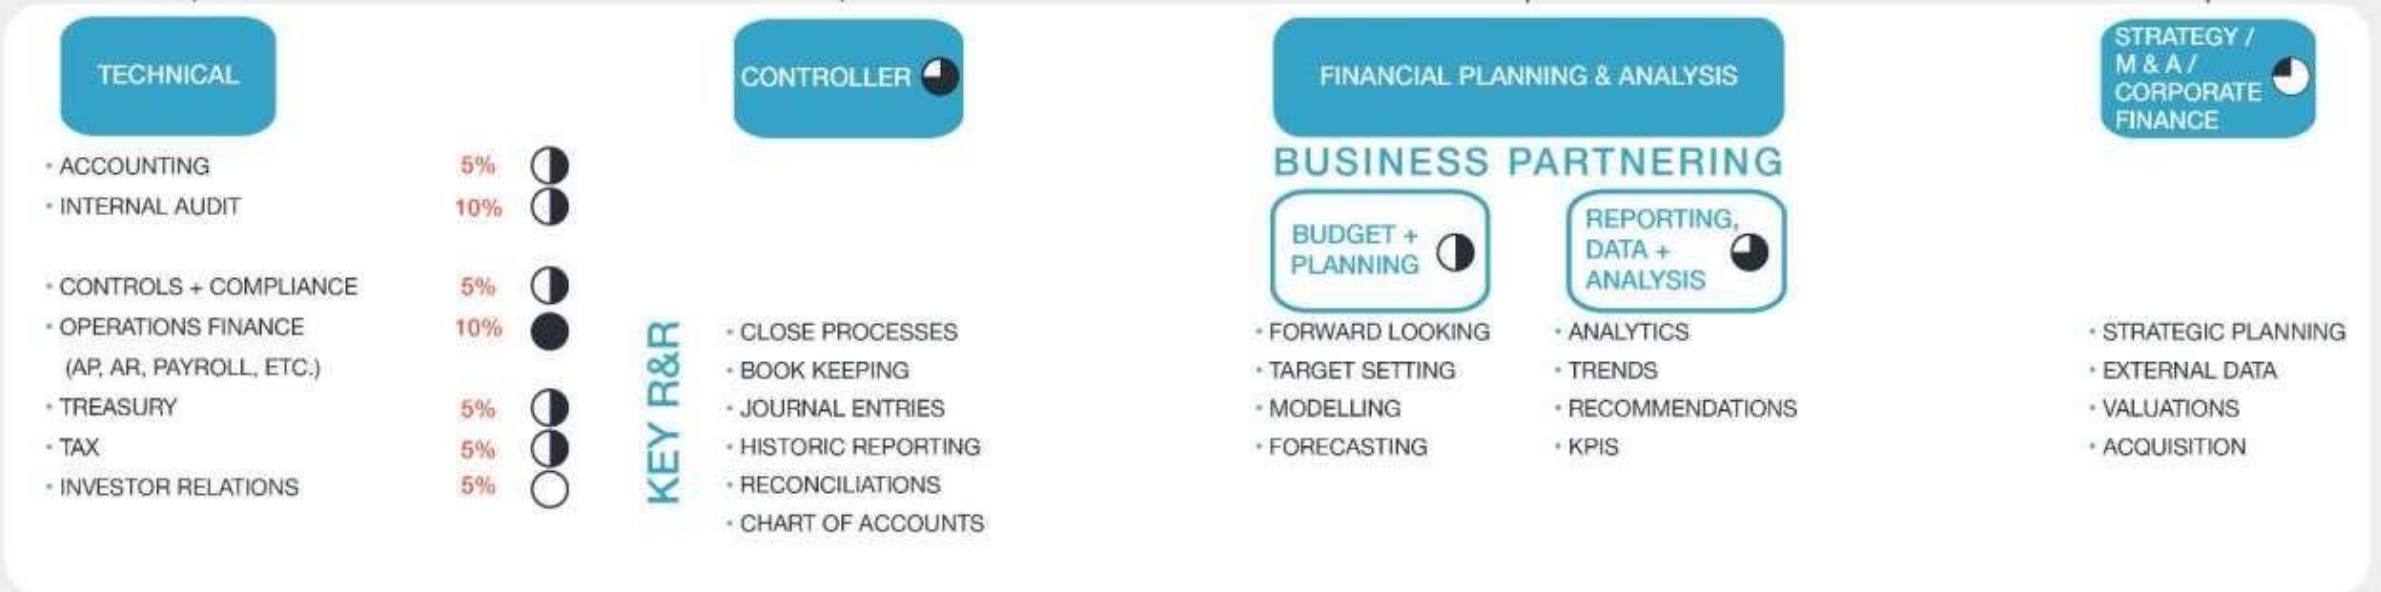 TECHNICAL
• ACCOUNTING 5%
• INTERNAL AUDIT 10%
• CONTROLS + COMPLIANCE 5%
• OPERATIONS FINANCE 10%
(AP, AR, PAYROLL, ETC.)
• TREASURY 5%
• TAX 5%
• INVESTOR RELATIONS 5%
KEY R&R
CONTROLLER
• CLOSE PROCESSES
• BOOK KEEPING
• JOURNAL ENTRIES
• HISTORIC REPORTING
• RECONCILIATIONS
• CHART OF ACCOUNTS
FINANCIAL PLANNING & ANALYSIS
BUSINESS PARTNERING
BUDGET +
PLANNING
• FORWARD LOOKING
• TARGET SETTING
• MODELLING
• FORECASTING
REPORTING,
DATA +
ANALYSIS
• ANALYTICS
• TRENDS
• RECOMMENDATIONS
• KPIS
STRATEGY /
M & A /
CORPORATE
FINANCE
• STRATEGIC PLANNING
• EXTERNAL DATA
• VALUATIONS
• ACQUISITION